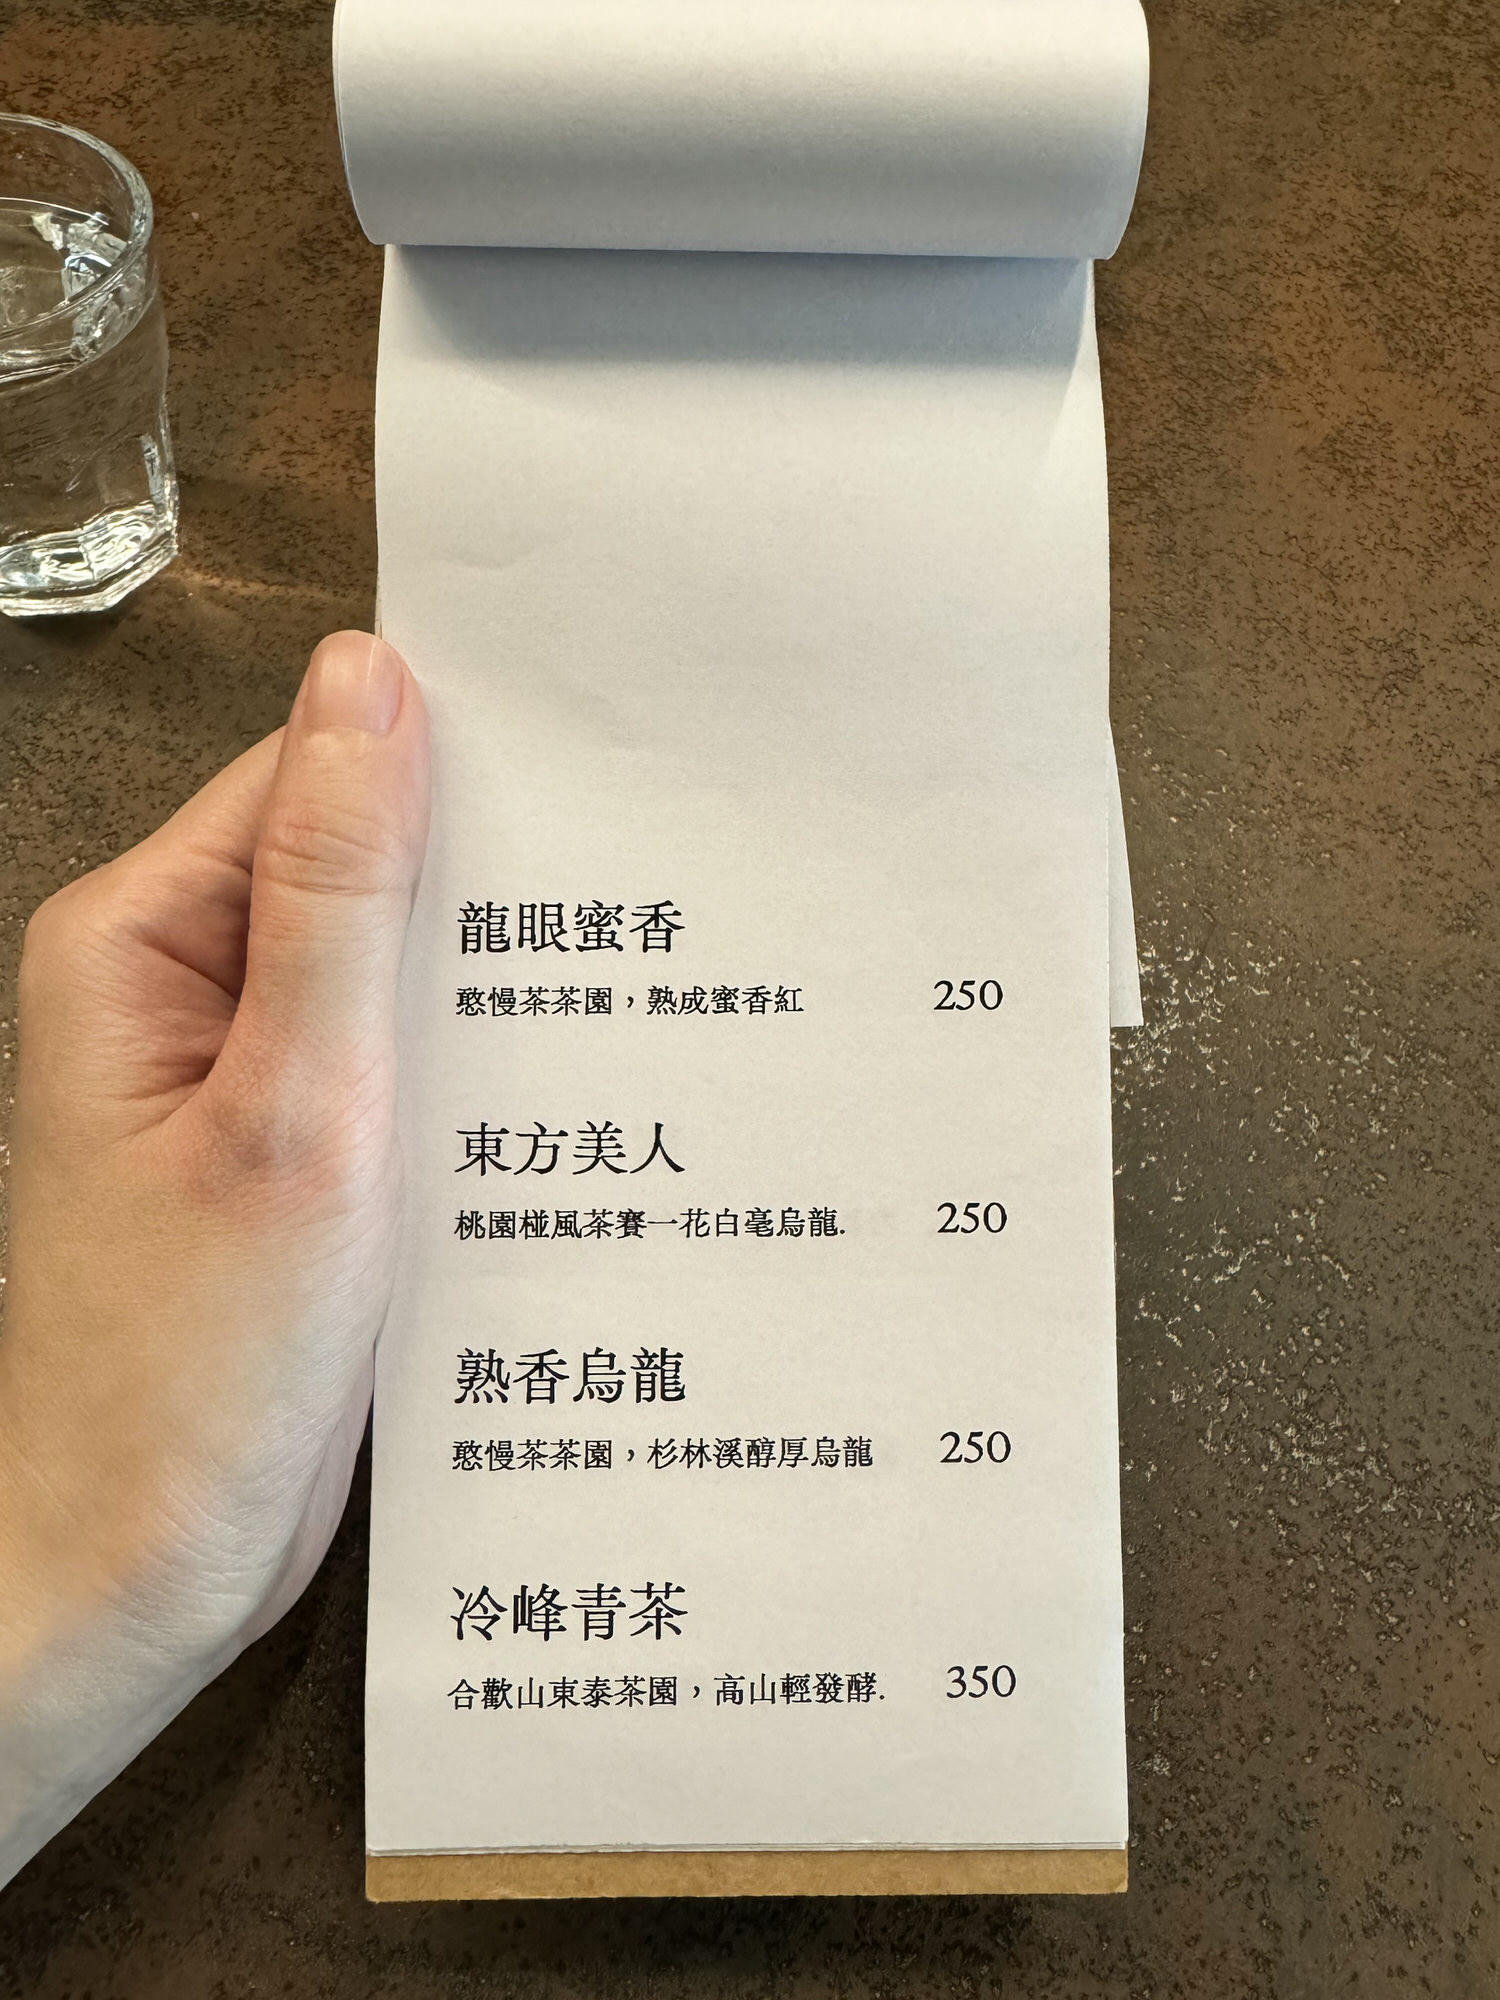 龍眼蜜香
憨慢茶茶園，熟成蜜香紅 250
東方美人
桃園椪風茶賽一花白毫烏龍. 250
熟香烏龍
憨慢茶茶園，杉林溪醇厚烏龍 250
冷峰青茶
合歡山東泰茶園，高山輕發酵. 350